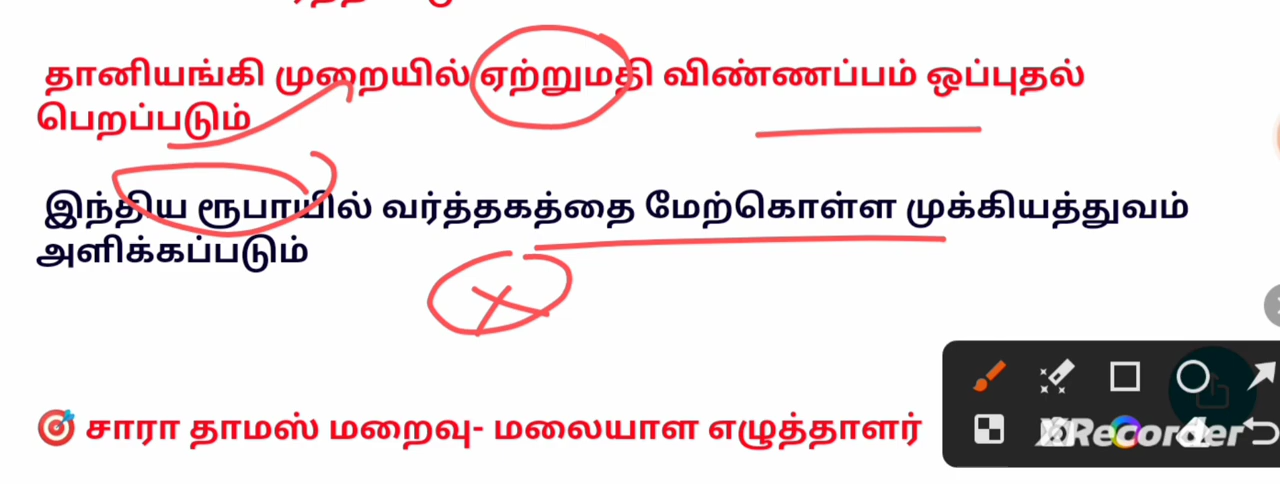 தானியங்கி முறையில் ஏற்றுமதி விண்ணப்பம் ஒப்புதல்
பெறப்படும்
இந்திய ரூபாயில் வர்த்தகத்தை மேற்கொள்ள முக்கியத்துவம்
அளிக்கப்படும்
🎯 சாரா தாமஸ் மறைவு- மலையாள எழுத்தாளர்
XRecorder